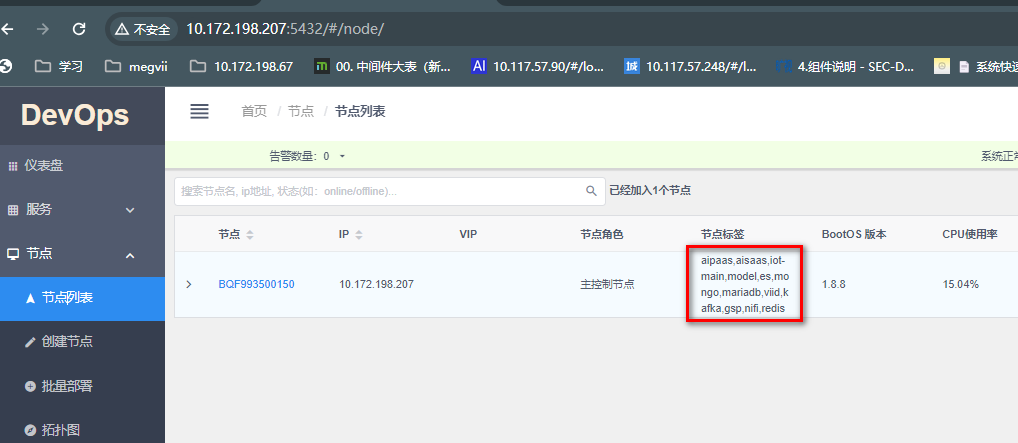 不安全 10.172.198.207:5432/#/node/
学习 megvii 10.172.198.67 00. 中间件大表（新... AI 10.117.57.90/#/lo... 城 10.117.57.248/#/l... 4.组件说明 - SEC-D... 系统快速
DevOps
首页 / 节点 / 节点列表
仪表盘
告警数量: 0
系统正常
搜索节点名, ip地址, 状态(如: online/offline)... 已经加入1个节点
服务
节点 IP VIP 节点角色 节点标签 BootOS 版本 CPU使用率
节点
BQF993500150 10.172.198.207 主控制节点
aipaas,aisaas,iot-
main,model,es,mo
ngo,mariadb,viid,k
afka,gsp,nifi,redis
1.8.8 15.04%
节点列表
创建节点
批量部署
拓扑图